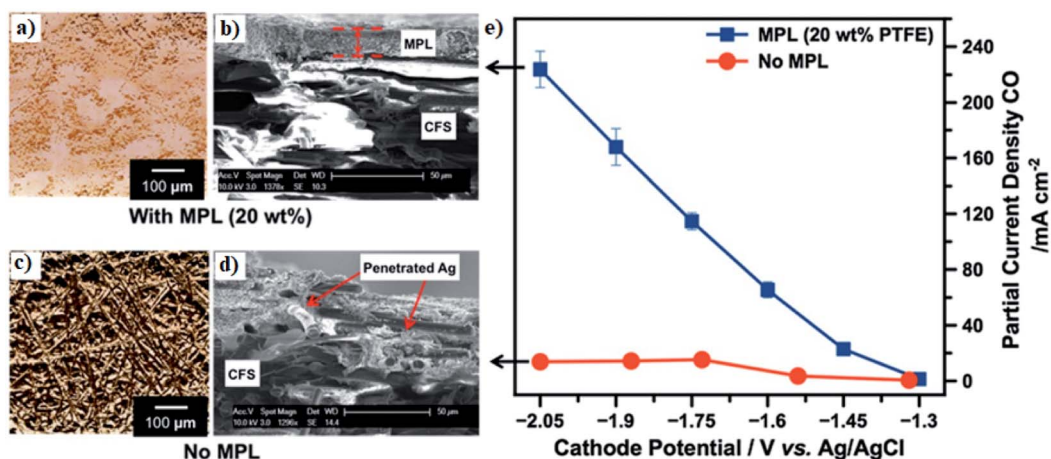 a)
100 µm
b)
MPL
CFS
Acc.V Spot Magn Det WD
10.0 kV 3.0 1378x SE 10.3
50 µm
With MPL (20 wt%)
c)
100 µm
d)
Penetrated Ag
CFS
Acc.V Spot Magn Det WD
10.0 kV 3.0 1296x SE 14.4
50 µm
No MPL
e)
MPL (20 wt% PTFE)
No MPL
240
200
160
120
80
40
0
Partial Current Density CO
/mA cm-2
−2.05 −1.9 −1.75 −1.6 −1.45 −1.3
Cathode Potential / V vs. Ag/AgCl